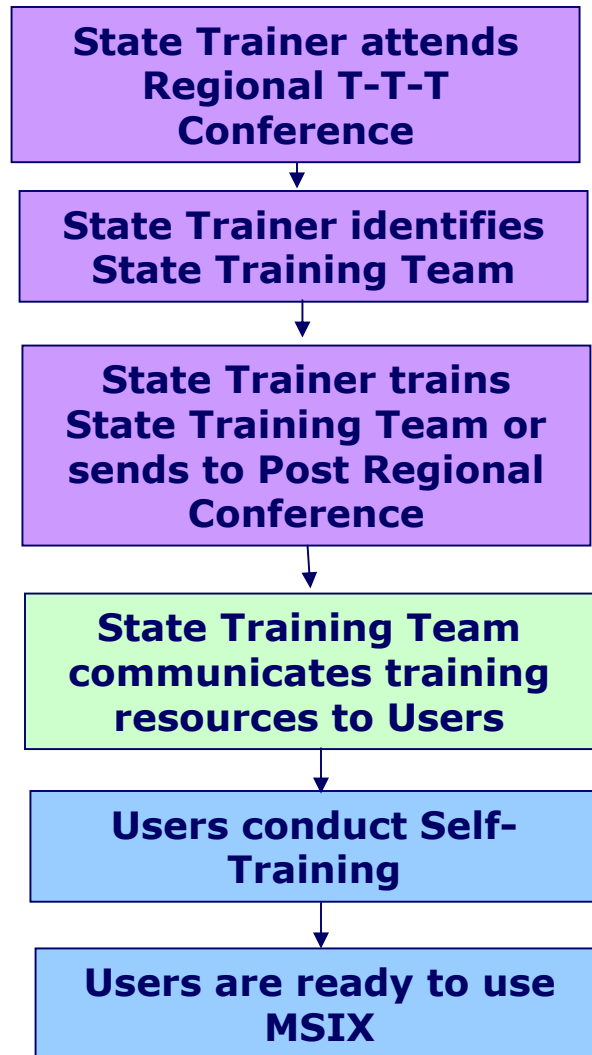 State Trainer attends
Regional T-T-T
Conference
State Trainer identifies
State Training Team
State Trainer trains
State Training Team or
sends to Post Regional
Conference
State Training Team
communicates training
resources to Users
Users conduct Self-
Training
Users are ready to use
MSIX